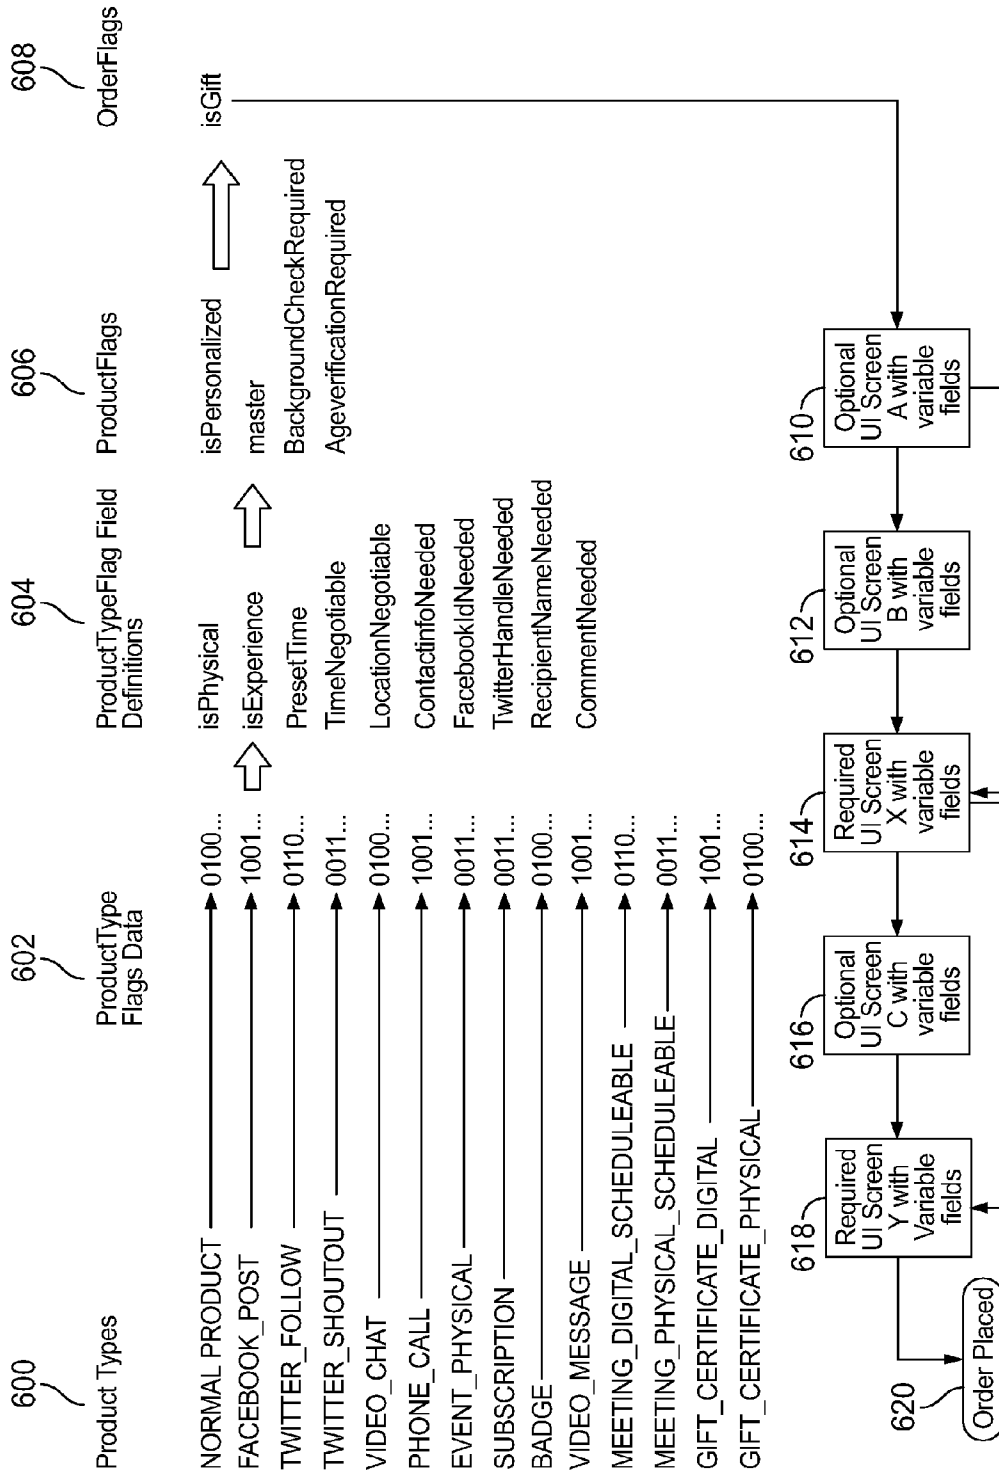 600
Product Types
NORMAL PRODUCT
FACEBOOK_POST
TWITTER_FOLLOW
TWITTER_SHOUTOUT
VIDEO_CHAT
PHONE_CALL
EVENT_PHYSICAL
SUBSCRIPTION
BADGE
VIDEO_MESSAGE
MEETING_DIGITAL_SCHEDULEABLE
MEETING_PHYSICAL_SCHEDULEABLE
GIFT_CERTIFICATE_DIGITAL
GIFT_CERTIFICATE_PHYSICAL
602
ProductType
Flags Data
0100...
1001...
0110...
0011...
0100...
1001...
0011...
0011...
0100...
1001...
0110...
0011...
1001...
0100...
604
ProductTypeFlag Field
Definitions
isPhysical
isExperience
PresetTime
TimeNegotiable
LocationNegotiable
ContactinfoNeeded
FacebookIdNeeded
TwitterHandleNeeded
RecipientNameNeeded
CommentNeeded
606
ProductFlags
isPersonalized
master
BackgroundCheckRequired
AgeverificationRequired
608
OrderFlags
isGift
610
Optional
UI Screen
A with
variable
fields
612
Optional
UI Screen
B with
variable
fields
614
Required
UI Screen
X with
variable
fields
616
Optional
UI Screen
C with
variable
fields
618
Required
UI Screen
Y with
Variable
fields
620
Order Placed